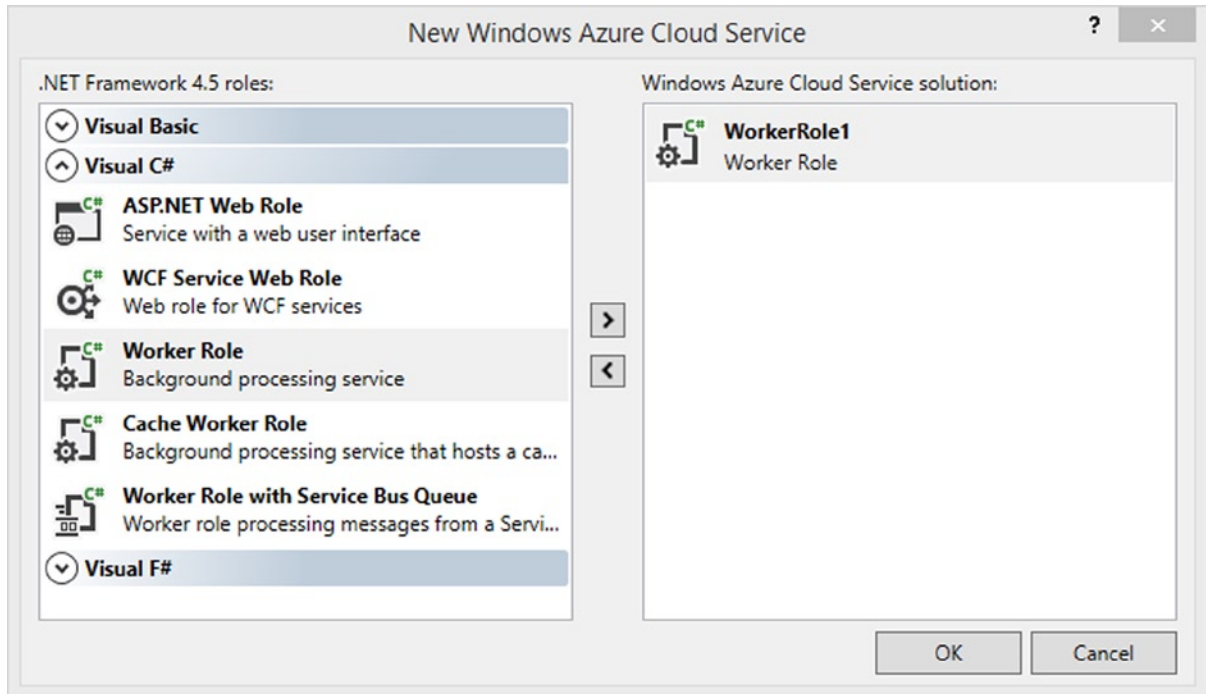 New Windows Azure Cloud Service
?
.NET Framework 4.5 roles:
Visual Basic
Visual C#
C#
ASP.NET Web Role
Service with a web user interface
C#
WCF Service Web Role
Web role for WCF services
C#
Worker Role
Background processing service
C#
Cache Worker Role
Background processing service that hosts a ca...
C#
Worker Role with Service Bus Queue
Worker role processing messages from a Servi...
Visual F#
Windows Azure Cloud Service solution:
C#
WorkerRole1
Worker Role
OK
Cancel